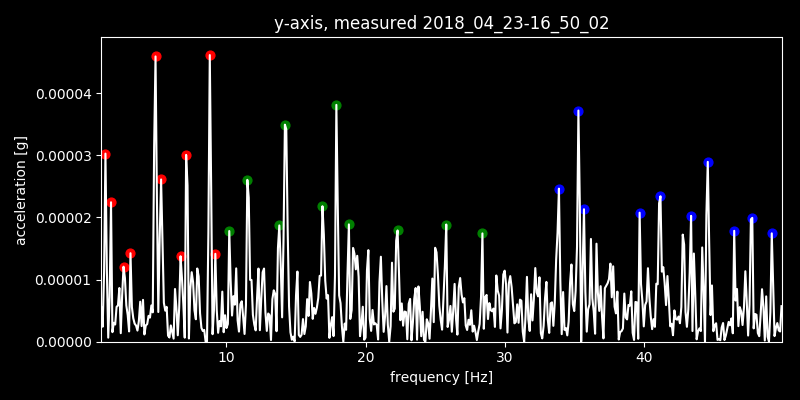 y-axis, measured 2018_04_23-16_50_02
0.00004
0.00003
0.00002
0.00001
0.00000
acceleration [g]
10 20 30 40
frequency [Hz]